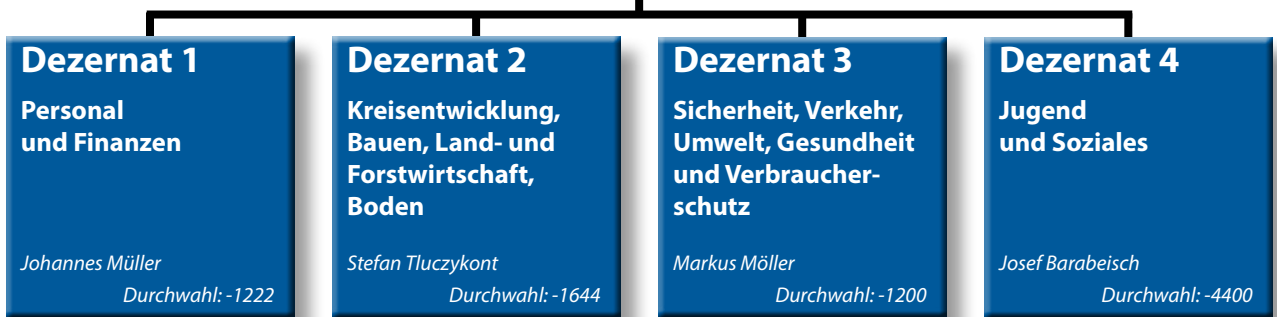 Dezernat 1
Personal
und Finanzen
Johannes Müller
Durchwahl: -1222
Dezernat 2
Kreisentwicklung,
Bauen, Land- und
Forstwirtschaft,
Boden
Stefan Tluczykont
Durchwahl: -1644
Dezernat 3
Sicherheit, Verkehr,
Umwelt, Gesundheit
und Verbraucher-
schutz
Markus Möller
Durchwahl: -1200
Dezernat 4
Jugend
und Soziales
Josef Barabeisch
Durchwahl: -4400